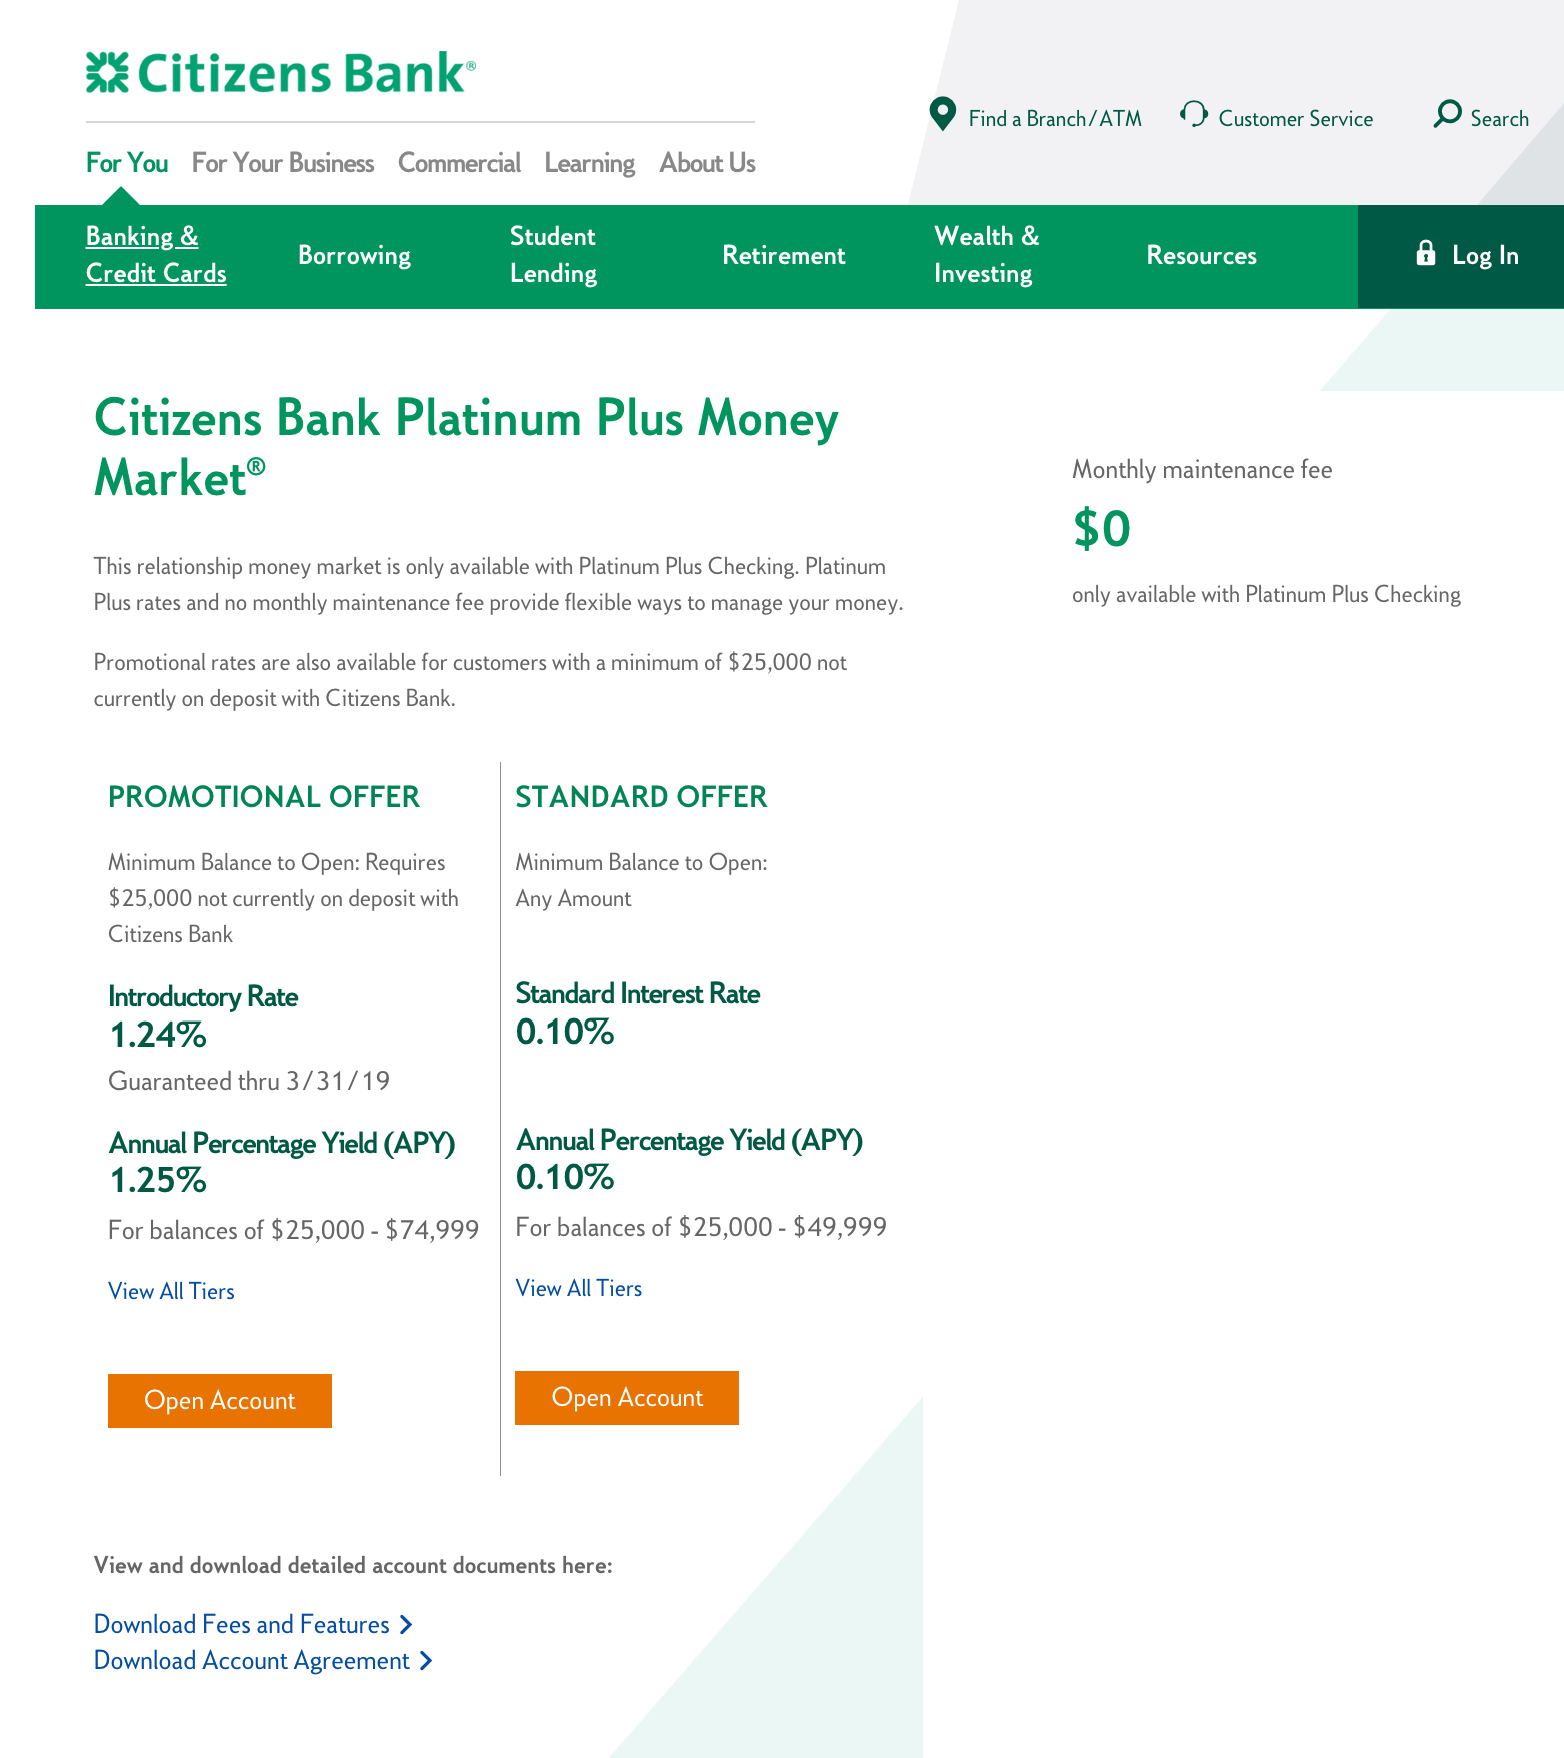 Citizens Bank®
Find a Branch/ATM
Customer Service
Search
For You
For Your Business
Commercial
Learning
About Us
Banking &
Credit Cards
Borrowing
Student
Lending
Retirement
Wealth &
Investing
Resources
Log In
Citizens Bank Platinum Plus Money
Market®
This relationship money market is only available with Platinum Plus Checking. Platinum
Plus rates and no monthly maintenance fee provide flexible ways to manage your money.
Promotional rates are also available for customers with a minimum of $25,000 not
currently on deposit with Citizens Bank.
Monthly maintenance fee
$0
only available with Platinum Plus Checking
PROMOTIONAL OFFER
Minimum Balance to Open: Requires
$25,000 not currently on deposit with
Citizens Bank
Introductory Rate
1.24%
Guaranteed thru 3/31/19
Annual Percentage Yield (APY)
1.25%
For balances of $25,000 - $74,999
View All Tiers
Open Account
STANDARD OFFER
Minimum Balance to Open:
Any Amount
Standard Interest Rate
0.10%
Annual Percentage Yield (APY)
0.10%
For balances of $25,000 - $49,999
View All Tiers
Open Account
View and download detailed account documents here:
Download Fees and Features
Download Account Agreement